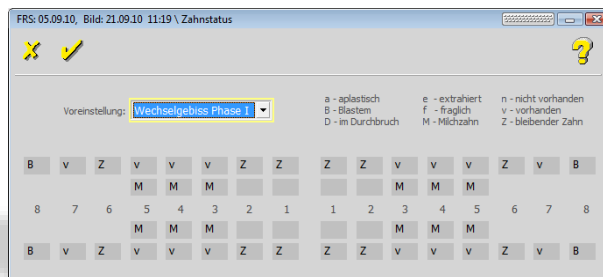 FRS: 05.09.10, Bild: 21.09.10 11:19 \ Zahnstatus
a - aplastisch e - extrahiert n - nicht vorhanden
Voreinstellung: Wechselgebiss Phase I B - Blastem f - fraglich v - vorhanden
D - im Durchbruch M - Milchzahn Z - bleibender Zahn
B v Z v v v Z Z Z Z v v v Z v B
M M M M M M
8 7 6 5 4 3 2 1 1 2 3 4 5 6 7 8
M M M M M M
B v Z v v v Z Z Z Z v v v Z v B